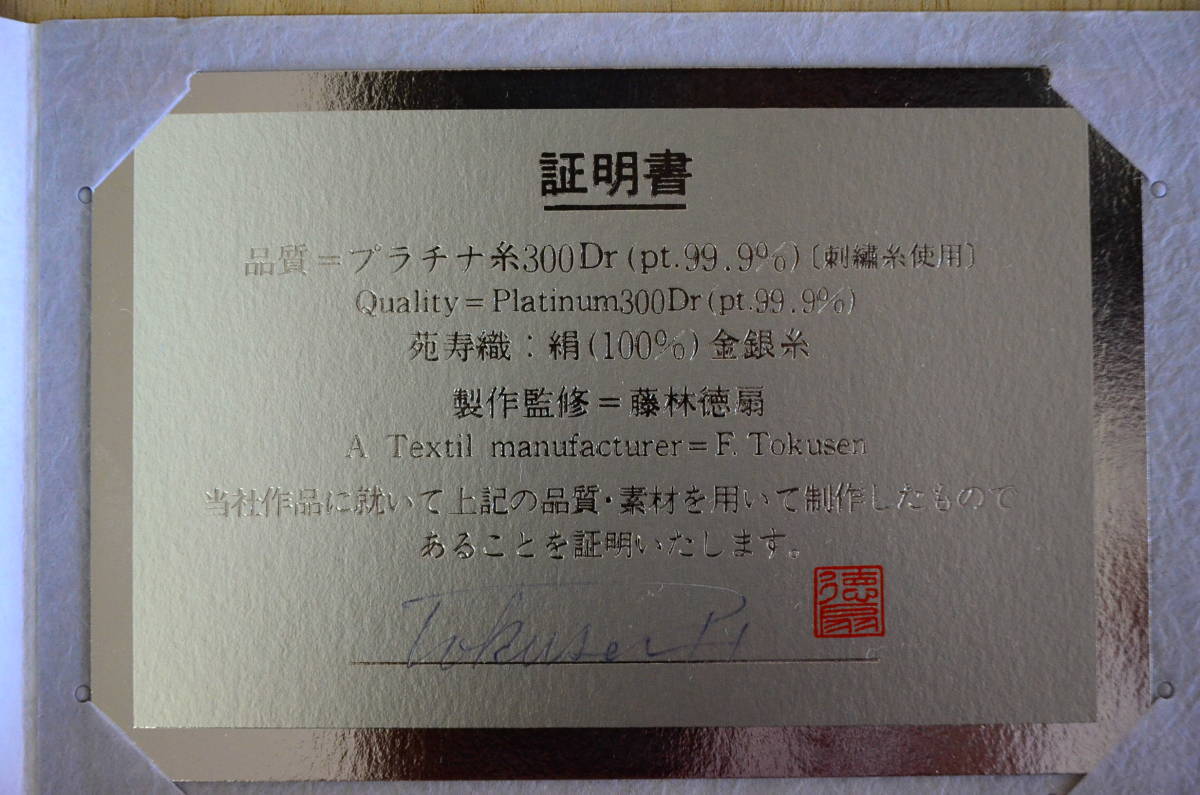 証明書
品質=プラチナ糸300Dr(pt.99.9%)〔刺繍糸使用〕
Quality=Platinum300Dr(pt.99.9%)
苑寿織:絹(100%)金銀糸
製作監修=藤林徳扇
A Textil manufacturer=F. Tokusen
当社作品に就いて上記の品質・素材を用いて制作したもので
あることを証明いたします。
Tokusen
徳扇